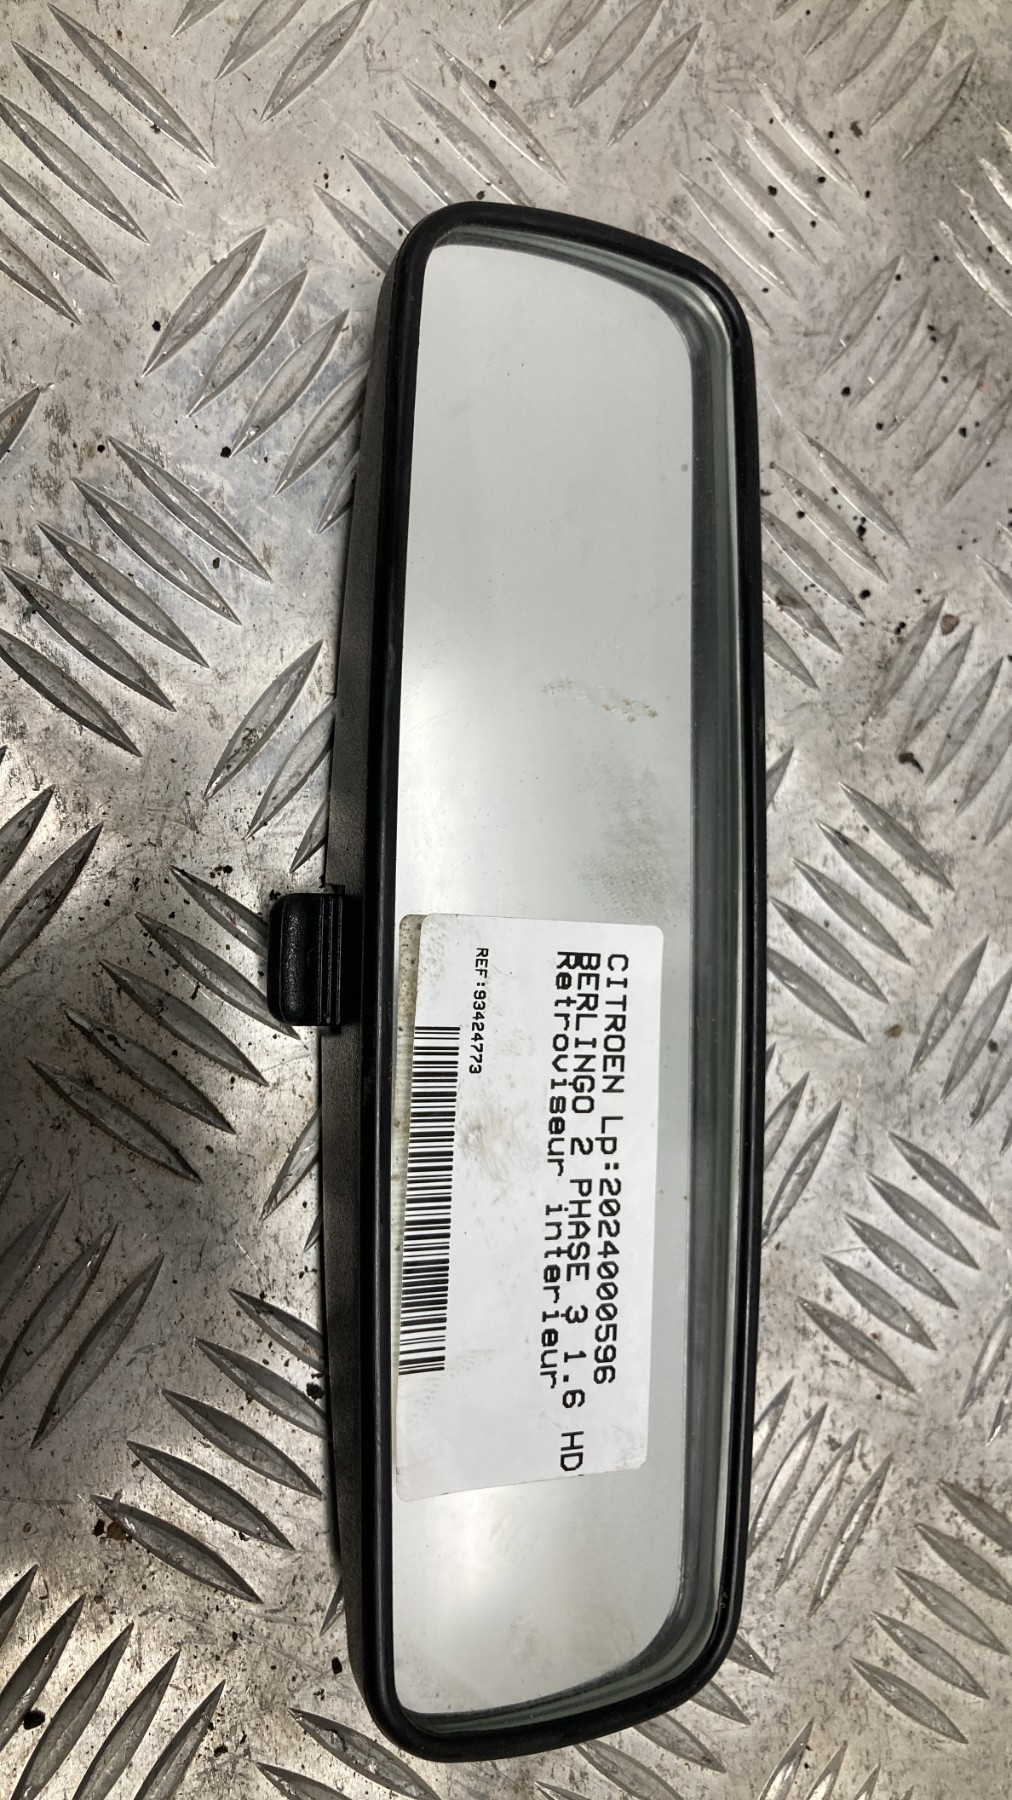 CITROEN Lp:2024000596
BERLINGO 2 PHASE 3 1.6 HD
Retroviseur interieur
REF:93424773